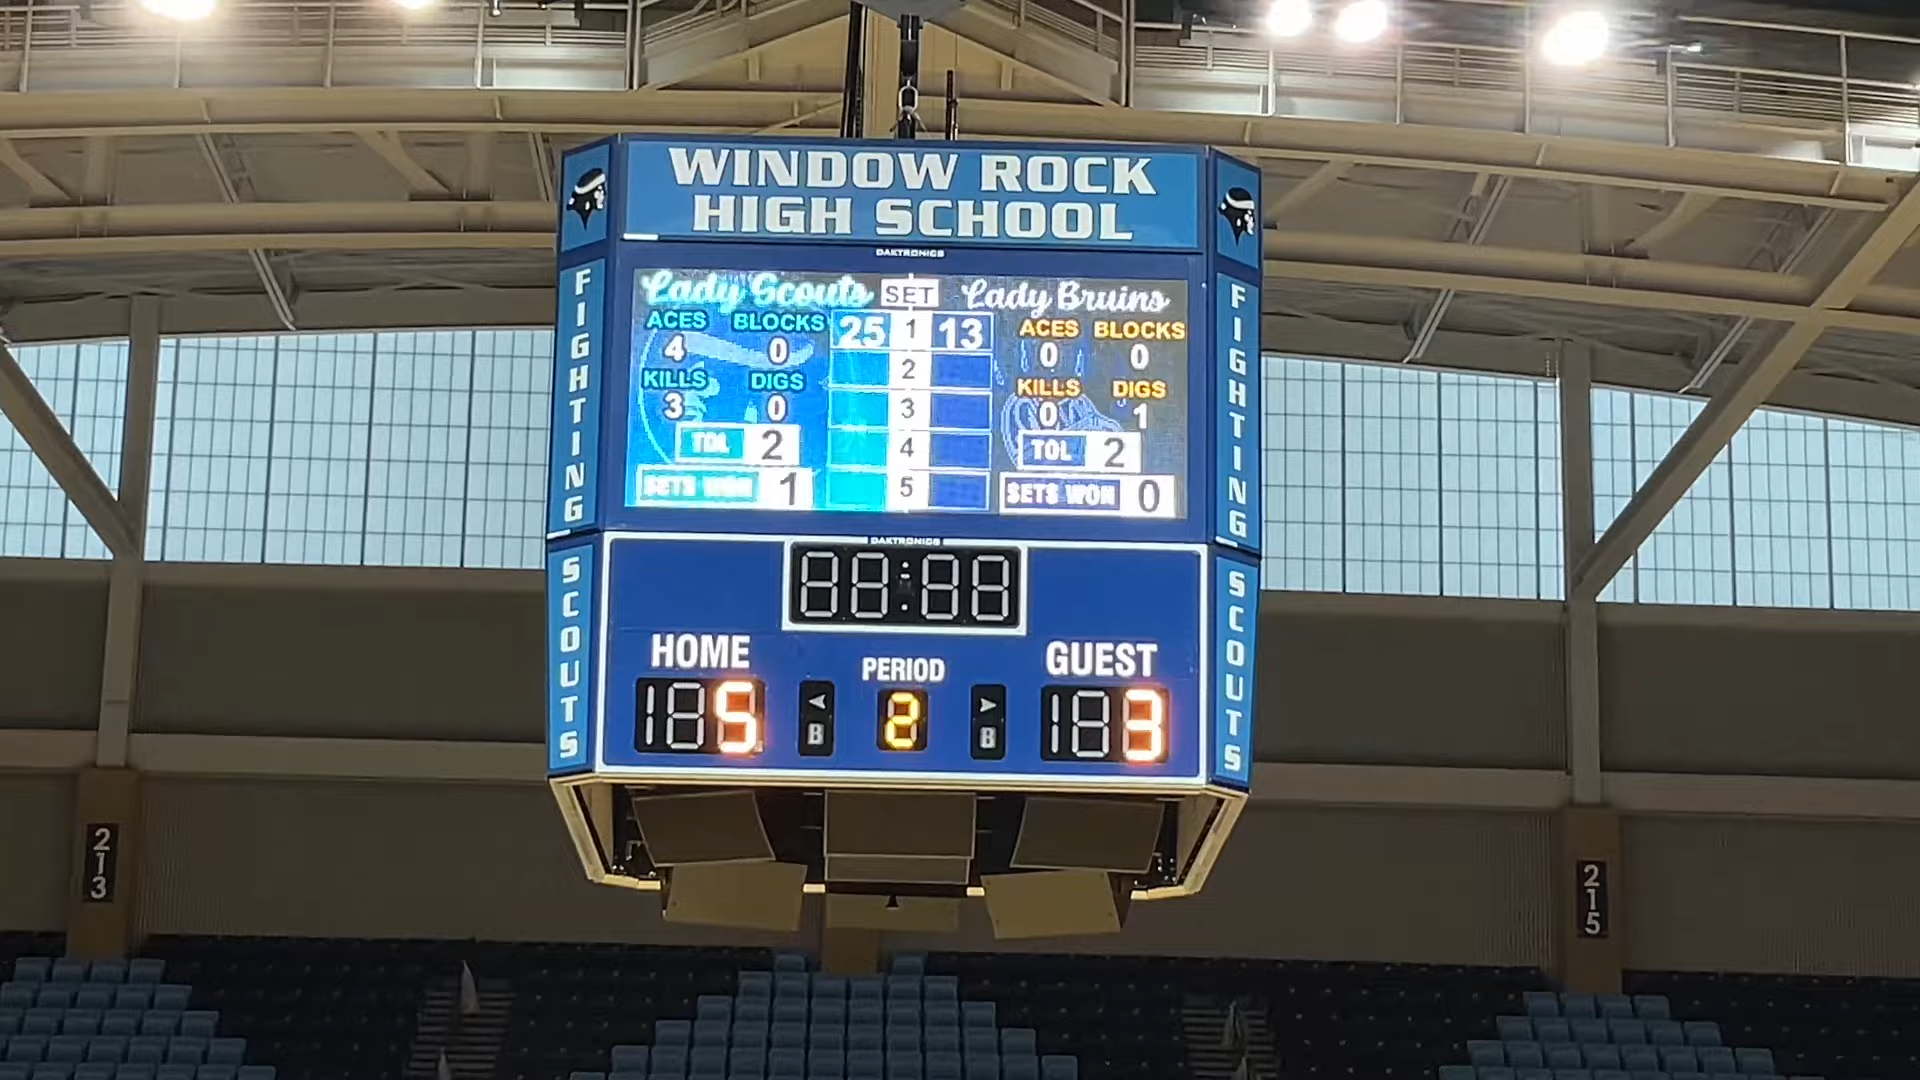 WINDOW ROCK
HIGH SCHOOL
DAKTRONICS
FIGHTING
SCOUTS
Lady Scouts SET Lady Bruins
ACES BLOCKS 25 1 13 ACES BLOCKS
4 0 0 0
2
KILLS DIGS KILLS DIGS
3 0 3 0 1
TOL 2 4 TOL 2
SETS WON 1 5 SETS WON 0
DAKTRONICS
HOME PERIOD GUEST
5 B 2 B 3
FIGHTING
SCOUTS
213
215